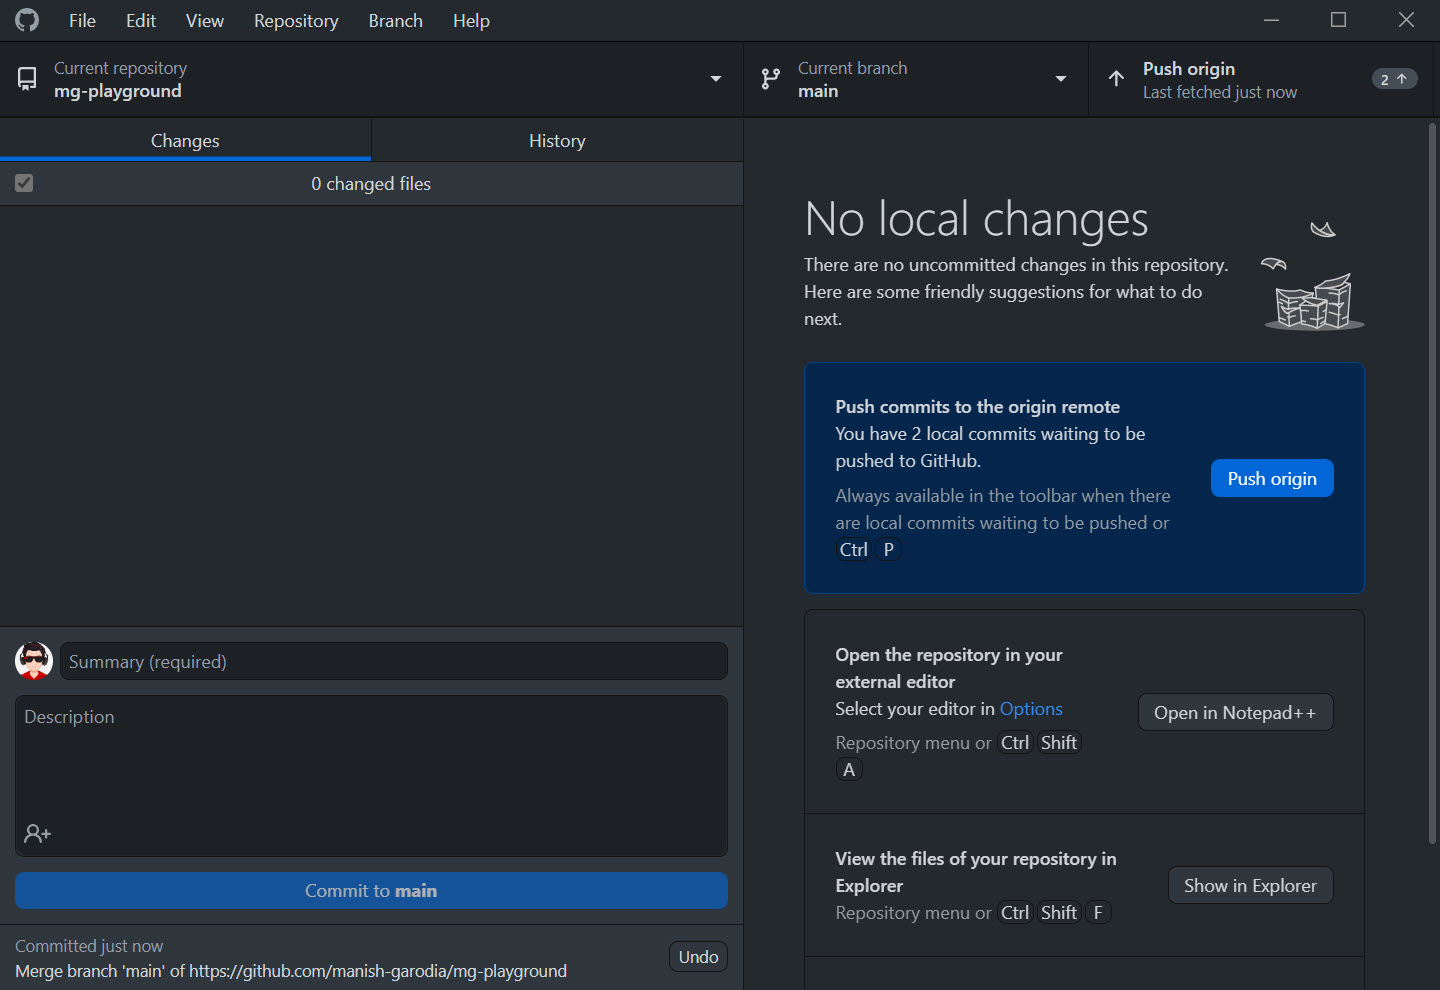 File Edit View Repository Branch Help
Current repository
mg-playground
Current branch
main
Push origin
Last fetched just now
2
Changes
History
0 changed files
No local changes
There are no uncommitted changes in this repository.
Here are some friendly suggestions for what to do
next.
Push commits to the origin remote
You have 2 local commits waiting to be
pushed to GitHub.
Always available in the toolbar when there
are local commits waiting to be pushed or
Ctrl P
Push origin
Open the repository in your
external editor
Select your editor in Options
Repository menu or Ctrl Shift
A
Open in Notepad++
View the files of your repository in
Explorer
Repository menu or Ctrl Shift F
Show in Explorer
Summary (required)
Description
Commit to main
Committed just now
Merge branch 'main' of https://github.com/manish-garodia/mg-playground
Undo